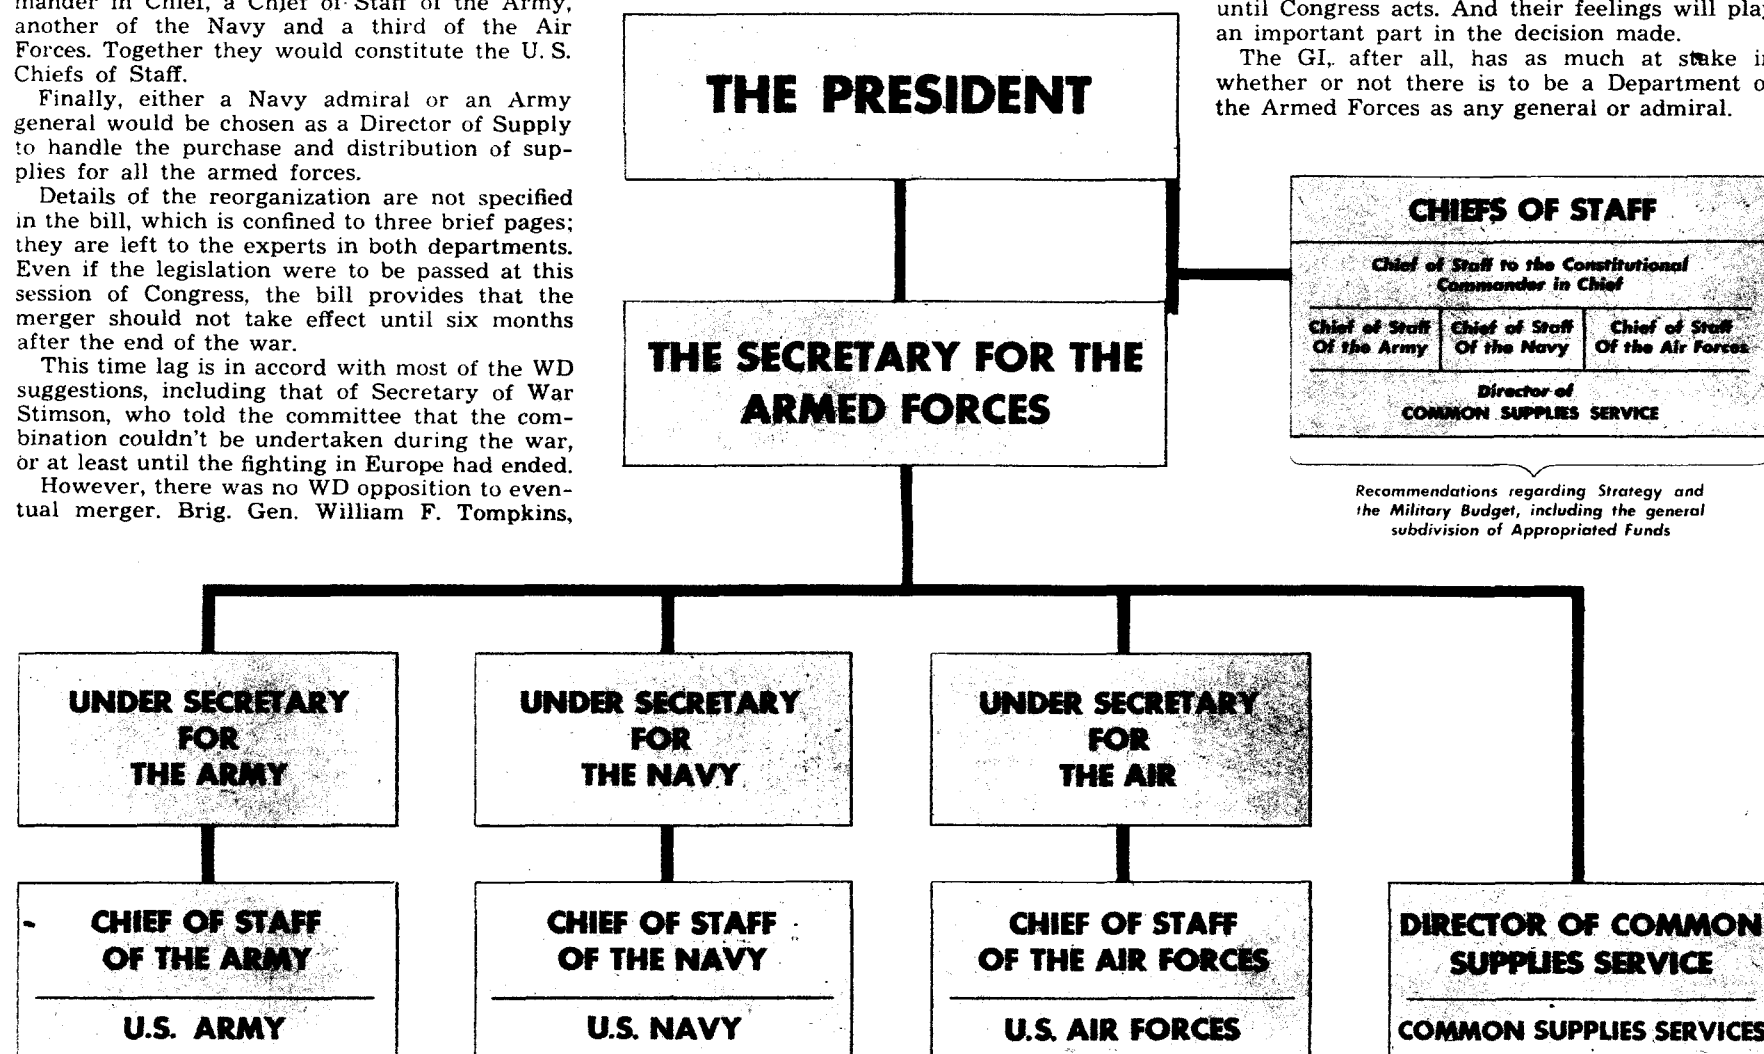 mander in Chief, a Chief of Staff of the Army,
another of the Navy and a third of the Air
Forces. Together they would constitute the U. S.
Chiefs of Staff.
Finally, either a Navy admiral or an Army
general would be chosen as a Director of Supply
to handle the purchase and distribution of sup-
plies for all the armed forces.
Details of the reorganization are not specified
in the bill, which is confined to three brief pages;
they are left to the experts in both departments.
Even if the legislation were to be passed at this
session of Congress, the bill provides that the
merger should not take effect until six months
after the end of the war.
This time lag is in accord with most of the WD
suggestions, including that of Secretary of War
Stimson, who told the committee that the com-
bination couldn't be undertaken during the war,
or at least until the fighting in Europe had ended.
However, there was no WD opposition to even-
tual merger. Brig. Gen. William F. Tompkins,
until Congress acts. And their feelings will play
an important part in the decision made.
The GI, after all, has as much at stake in
whether or not there is to be a Department of
the Armed Forces as any general or admiral.
THE PRESIDENT
THE SECRETARY FOR THE
ARMED FORCES
CHIEFS OF STAFF
Chief of Staff to the Constitutional
Commander in Chief
Chief of Staff
Of the Army
Chief of Staff
Of the Navy
Chief of Staff
Of the Air Forces
Director of
COMMON SUPPLIES SERVICE
Recommendations regarding Strategy and
the Military Budget, including the general
subdivision of Appropriated Funds
UNDER SECRETARY
FOR
THE ARMY
UNDER SECRETARY
FOR
THE NAVY
UNDER SECRETARY
FOR
THE AIR
CHIEF OF STAFF
OF THE ARMY
U.S. ARMY
CHIEF OF STAFF
OF THE NAVY
U.S. NAVY
CHIEF OF STAFF
OF THE AIR FORCES
U.S. AIR FORCES
DIRECTOR OF COMMON
SUPPLIES SERVICE
COMMON SUPPLIES SERVICES